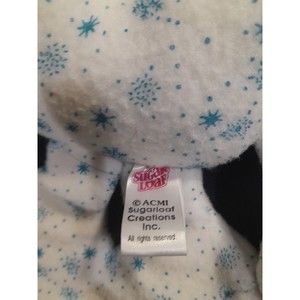 Sugar
Loaf
© ACMI
Sugarloaf
Creations
Inc.
All rights reserved.